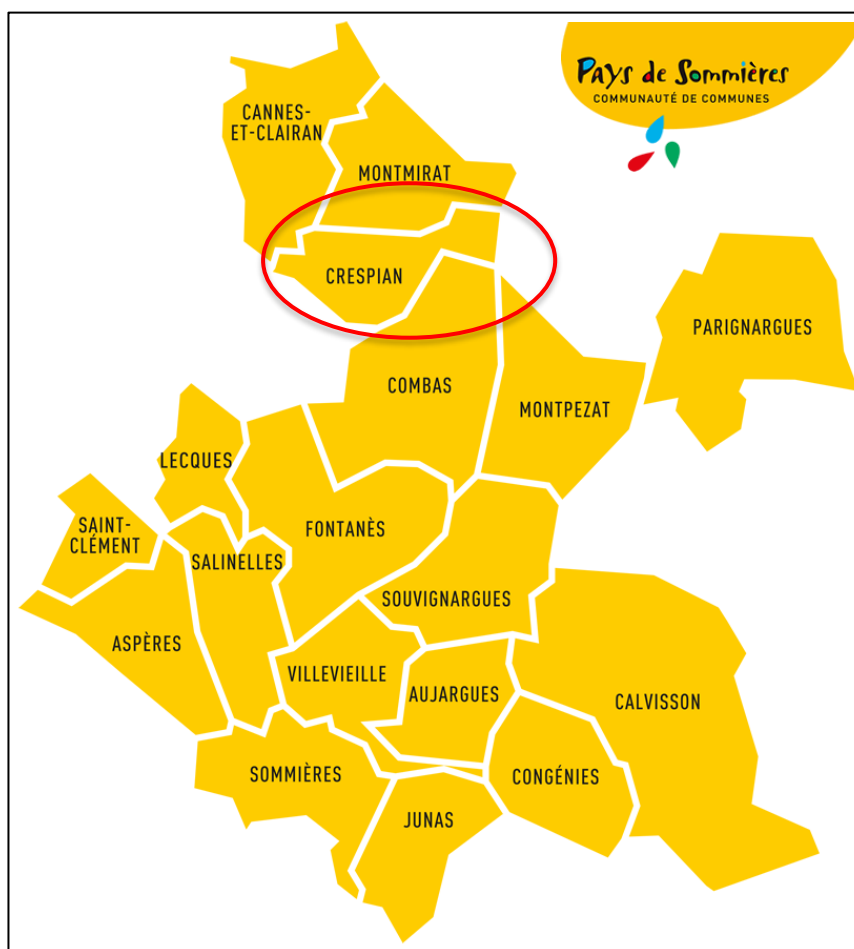 Pays de Sommières
COMMUNAUTÉ DE COMMUNES
CANNES-
ET-CLAIRAN
MONTMIRAT
CRESPIAN
PARIGNARGUES
COMBAS
MONTPEZAT
LECQUES
SAINT-
CLÉMENT
SALINELLES
FONTANÈS
SOUVIGNARGUES
ASPÈRES
VILLEVIEILLE
AUJARGUES
CALVISSON
SOMMIÈRES
CONGÉNIES
JUNAS